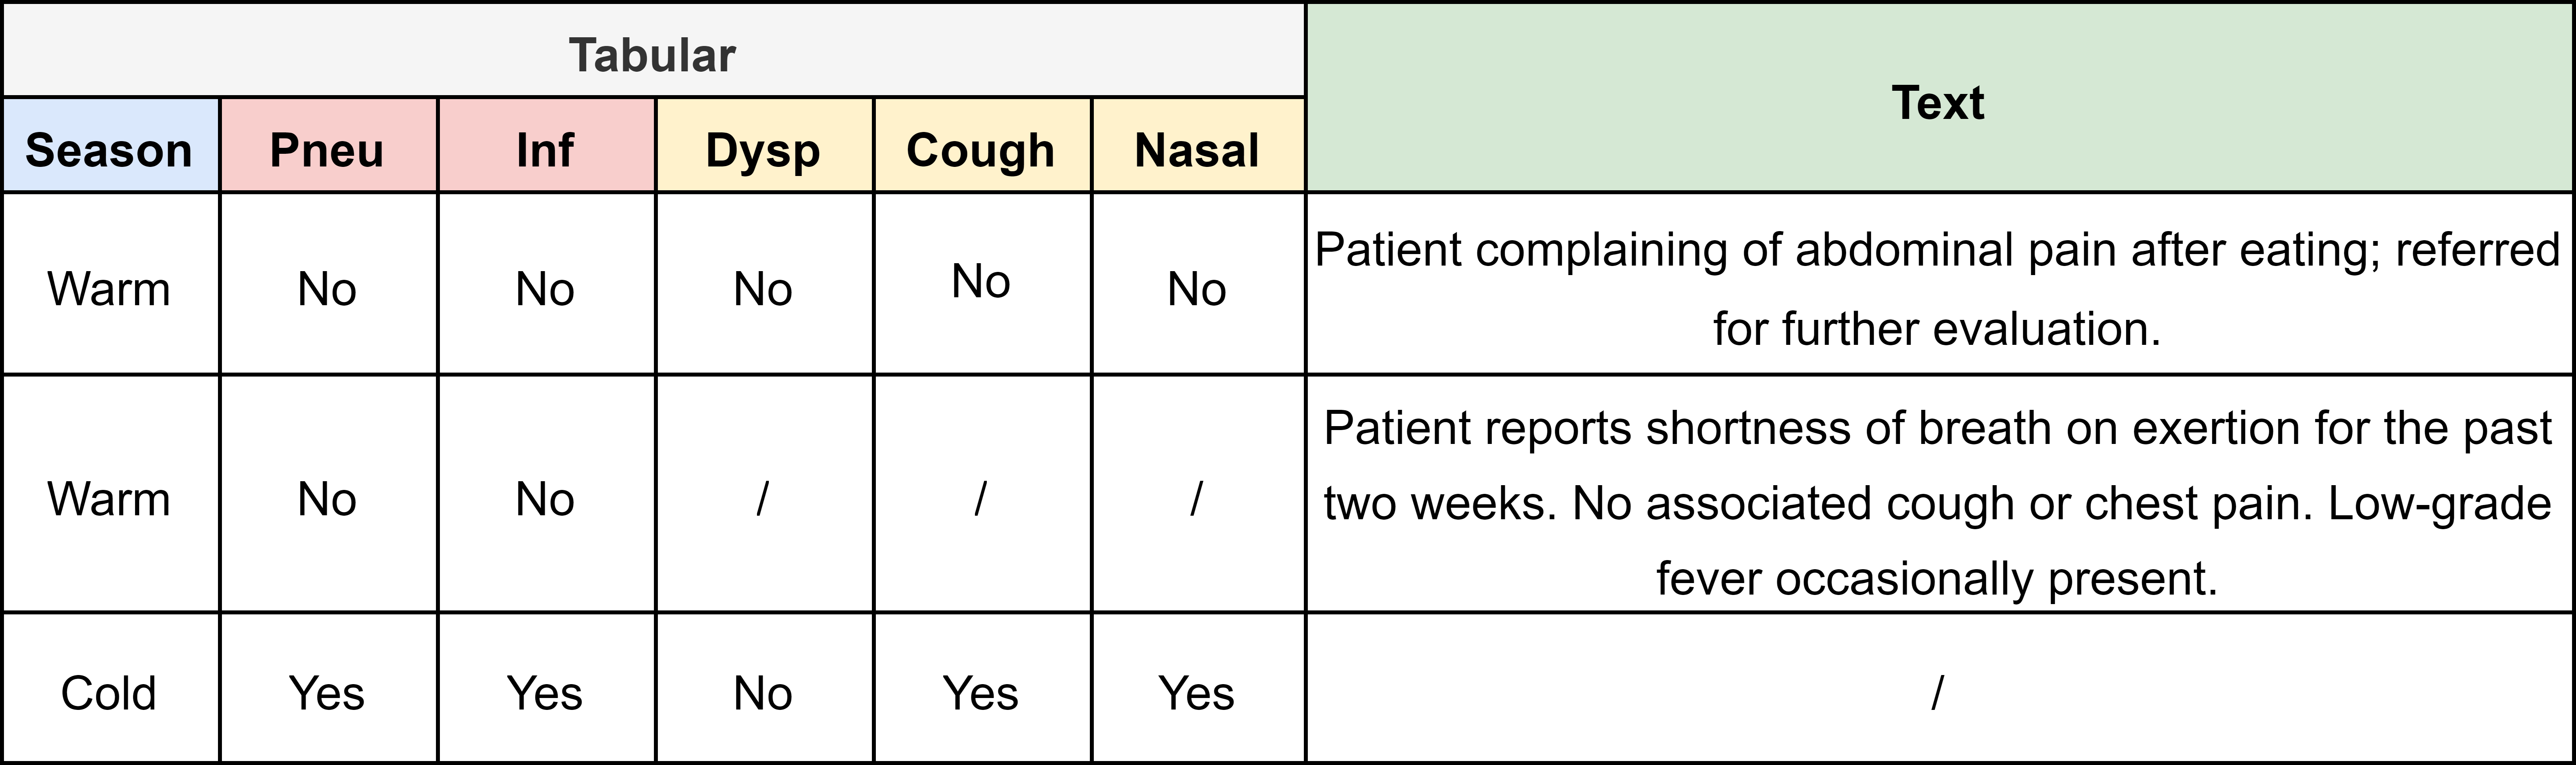 Tabular
Text
Season Pneu Inf Dysp Cough Nasal
Warm No No No No No
Patient complaining of abdominal pain after eating; referred
for further evaluation.
Warm No No / / /
Patient reports shortness of breath on exertion for the past
two weeks. No associated cough or chest pain. Low-grade
fever occasionally present.
Cold Yes Yes No Yes Yes /